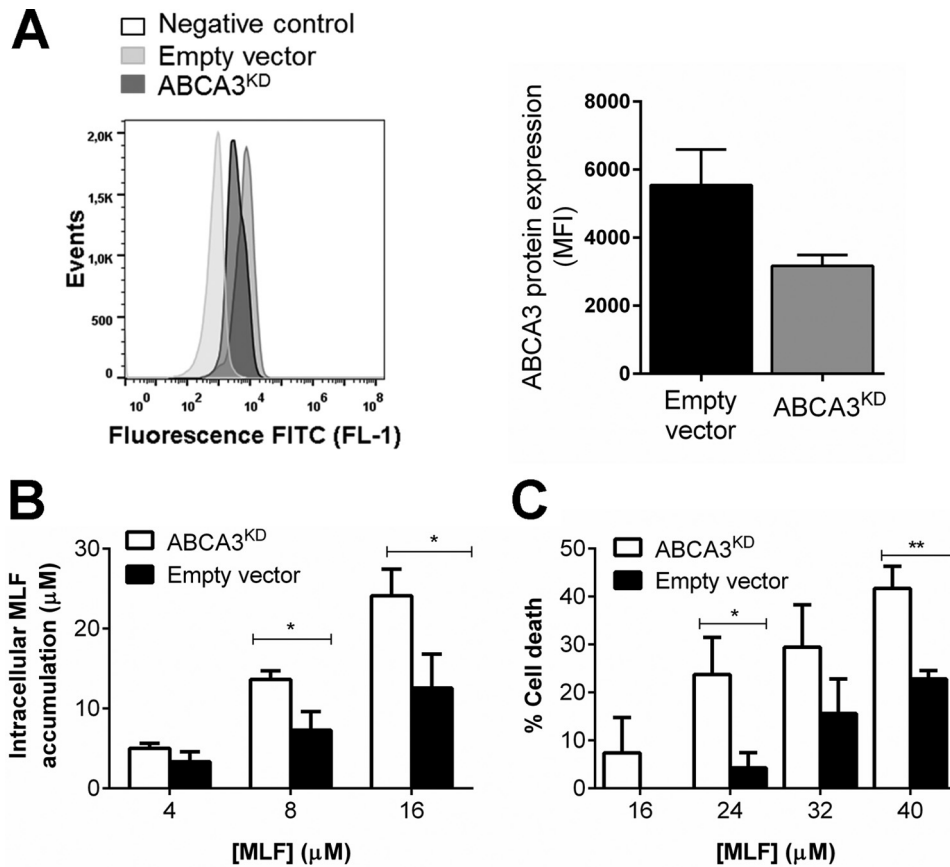 A
Negative control
Empty vector
ABCA3KD
2,0K
1,5K
1,0K
500
0
Events
10^0 10^2 10^4 10^6 10^8
Fluorescence FITC (FL-1)
ABCA3 protein expression
(MFI)
8000
6000
4000
2000
0
Empty
vector
ABCA3KD
B
ABCA3KD
Empty vector
Intracellular MLF
accumulation (μM)
30
20
10
0
*
*
4 8 16
[MLF] (μM)
C
ABCA3KD
Empty vector
% Cell death
50
40
30
20
10
0
*
**
16 24 32 40
[MLF] (μM)